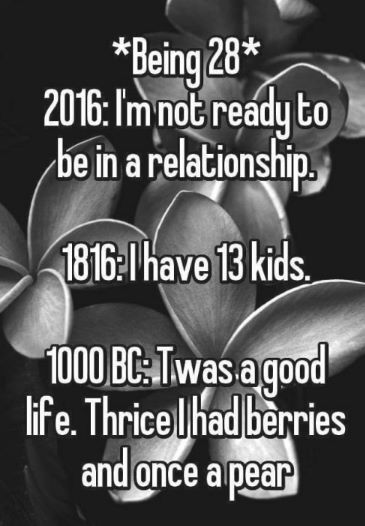 *Being 28*
2016: I'm not ready to
be in a relationship.
1816: I have 13 kids.
1000 BC: Twas a good
life. Thrice I had berries
and once a pear